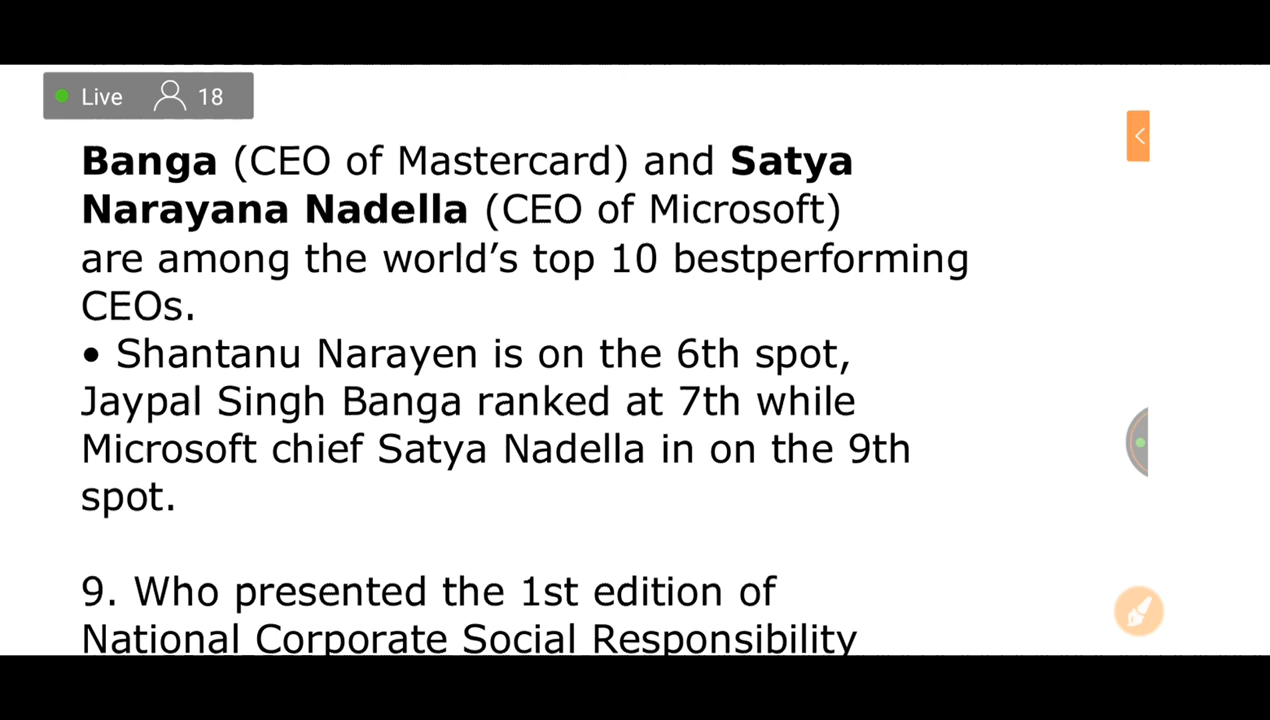 Live 18
Banga (CEO of Mastercard) and Satya
Narayana Nadella (CEO of Microsoft)
are among the world’s top 10 bestperforming
CEOs.
• Shantanu Narayen is on the 6th spot,
Jaypal Singh Banga ranked at 7th while
Microsoft chief Satya Nadella in on the 9th
spot.
9. Who presented the 1st edition of
National Corporate Social Responsibility